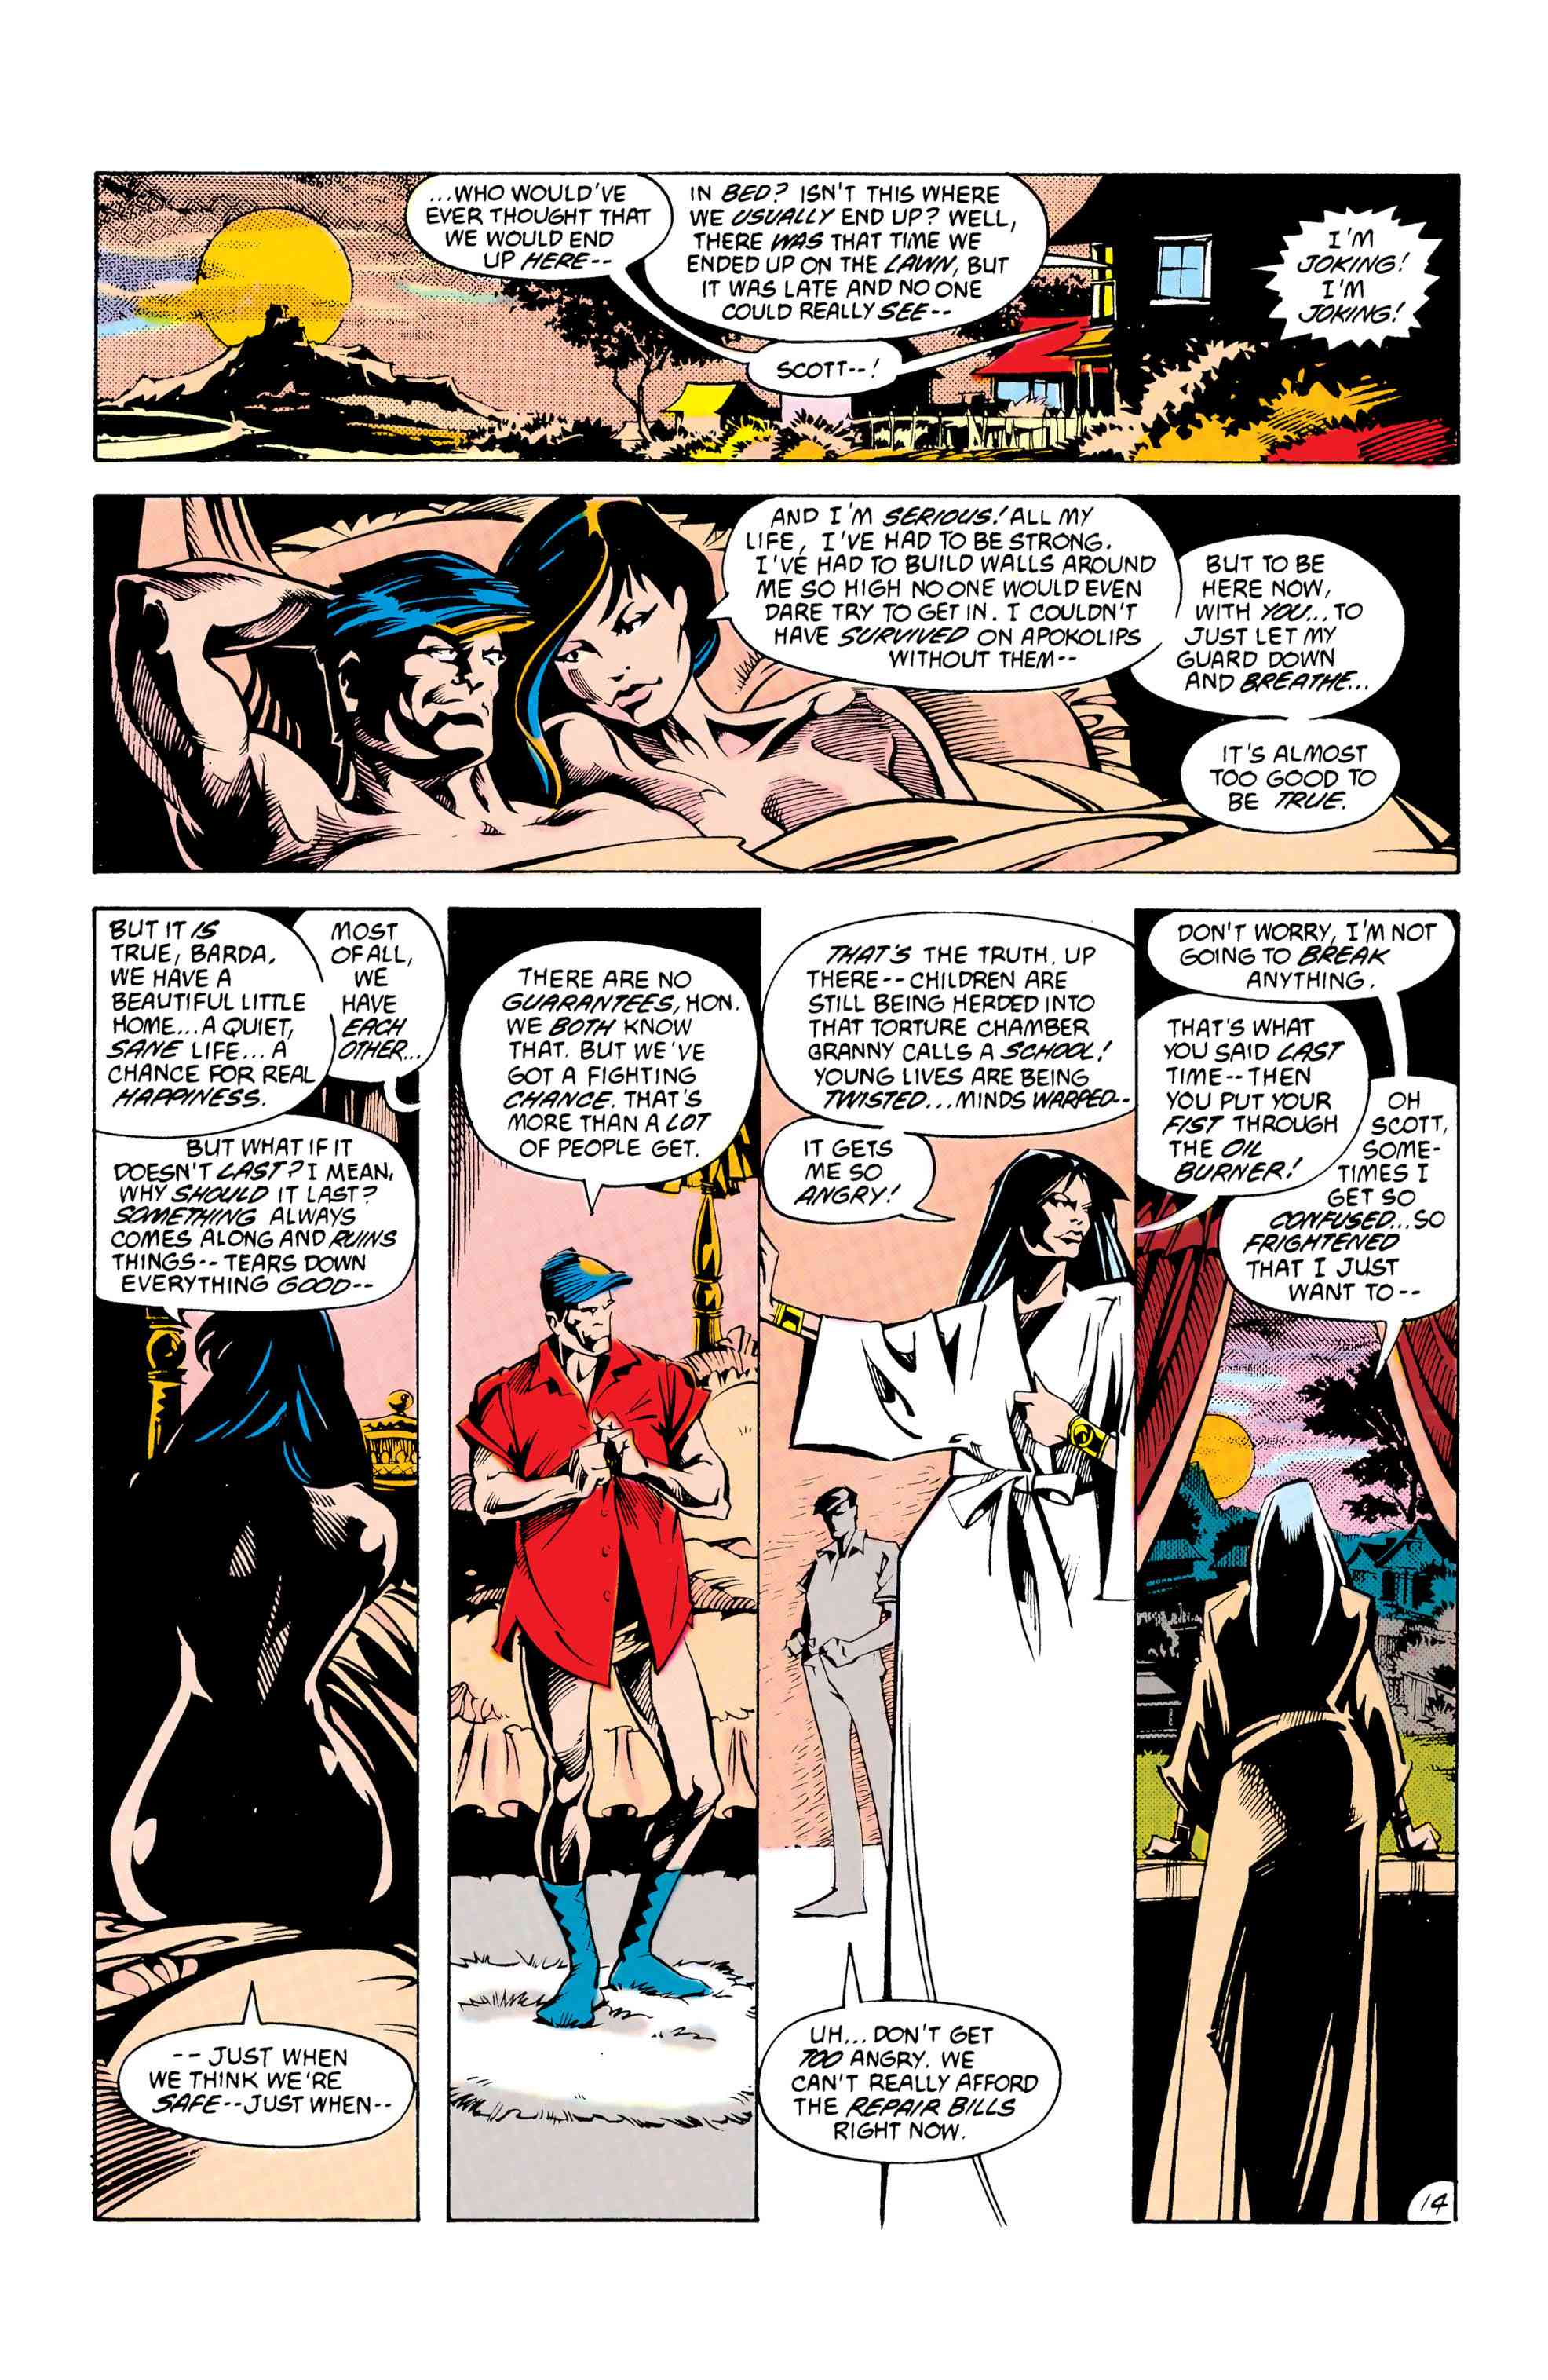 ...WHO WOULD'VE
EVER THOUGHT THAT
WE WOULD END
UP HERE--
IN BED? ISN'T THIS WHERE
WE USUALLY END UP? WELL,
THERE WAS THAT TIME WE
ENDED UP ON THE LAWN, BUT
IT WAS LATE AND NO ONE
COULD REALLY SEE--
SCOTT--!
I'M
JOKING!
I'M
JOKING!
AND I'M SERIOUS! ALL MY
LIFE, I'VE HAD TO BE STRONG.
I'VE HAD TO BUILD WALLS AROUND
ME SO HIGH NO ONE WOULD EVEN
DARE TRY TO GET IN. I COULDN'T
HAVE SURVIVED ON APOKOLIPS
WITHOUT THEM--
BUT TO BE
HERE NOW,
WITH YOU... TO
JUST LET MY
GUARD DOWN
AND BREATHE...
IT'S ALMOST
TOO GOOD TO
BE TRUE.
BUT IT IS
TRUE, BARDA.
WE HAVE A
BEAUTIFUL LITTLE
HOME... A QUIET,
SANE LIFE... A
CHANCE FOR REAL
HAPPINESS.
MOST
OF ALL,
WE
HAVE
EACH
OTHER...
BUT WHAT IF IT
DOESN'T LAST? I MEAN,
WHY SHOULD IT LAST?
SOMETHING ALWAYS
COMES ALONG AND RUINS
THINGS--TEARS DOWN
EVERYTHING GOOD--
--JUST WHEN
WE THINK WE'RE
SAFE--JUST WHEN--
THERE ARE NO
GUARANTEES, HON.
WE BOTH KNOW
THAT. BUT WE'VE
GOT A FIGHTING
CHANCE. THAT'S
MORE THAN A LOT
OF PEOPLE GET.
THAT'S THE TRUTH. UP
THERE--CHILDREN ARE
STILL BEING HERDED INTO
THAT TORTURE CHAMBER
GRANNY CALLS A SCHOOL!
YOUNG LIVES ARE BEING
TWISTED... MINDS WARPED--
IT GETS
ME SO
ANGRY!
UH... DON'T GET
TOO ANGRY. WE
CAN'T REALLY AFFORD
THE REPAIR BILLS
RIGHT NOW.
DON'T WORRY, I'M NOT
GOING TO BREAK
ANYTHING.
THAT'S WHAT
YOU SAID LAST
TIME--THEN
YOU PUT YOUR
FIST THROUGH
THE OIL
BURNER!
OH
SCOTT,
SOME-
TIMES I
GET SO
CONFUSED... SO
FRIGHTENED
THAT I JUST
WANT TO--
14